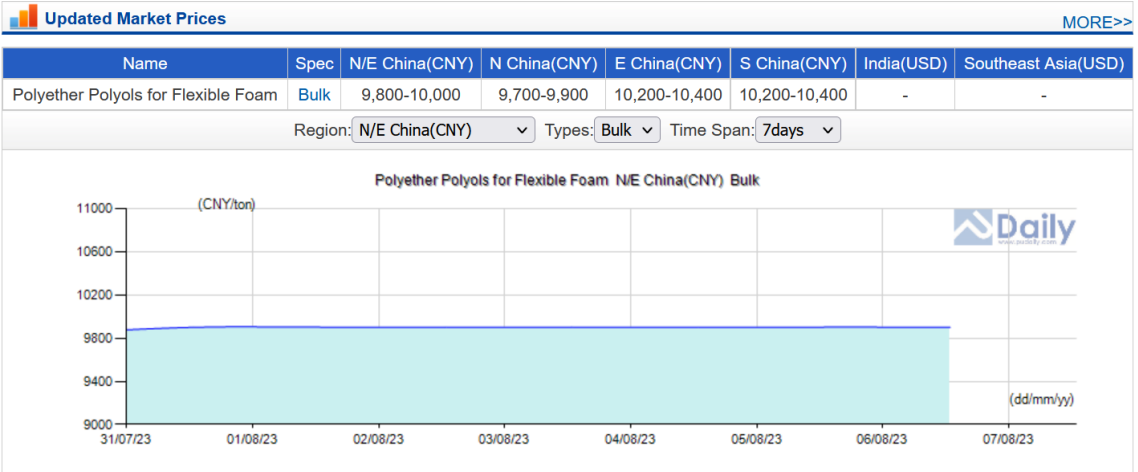 Updated Market Prices
MORE>>
Name Spec N/E China(CNY) N China(CNY) E China(CNY) S China(CNY) India(USD) Southeast Asia(USD)
Polyether Polyols for Flexible Foam Bulk 9,800-10,000 9,700-9,900 10,200-10,400 10,200-10,400 - -
Region: N/E China(CNY) Types: Bulk Time Span: 7days
Polyether Polyols for Flexible Foam N/E China(CNY) Bulk
(CNY/ton)
11000
Daily
www.pudaily.com
10600
10200
9800
9400
(dd/mm/yy)
9000
31/07/23 01/08/23 02/08/23 03/08/23 04/08/23 05/08/23 06/08/23 07/08/23